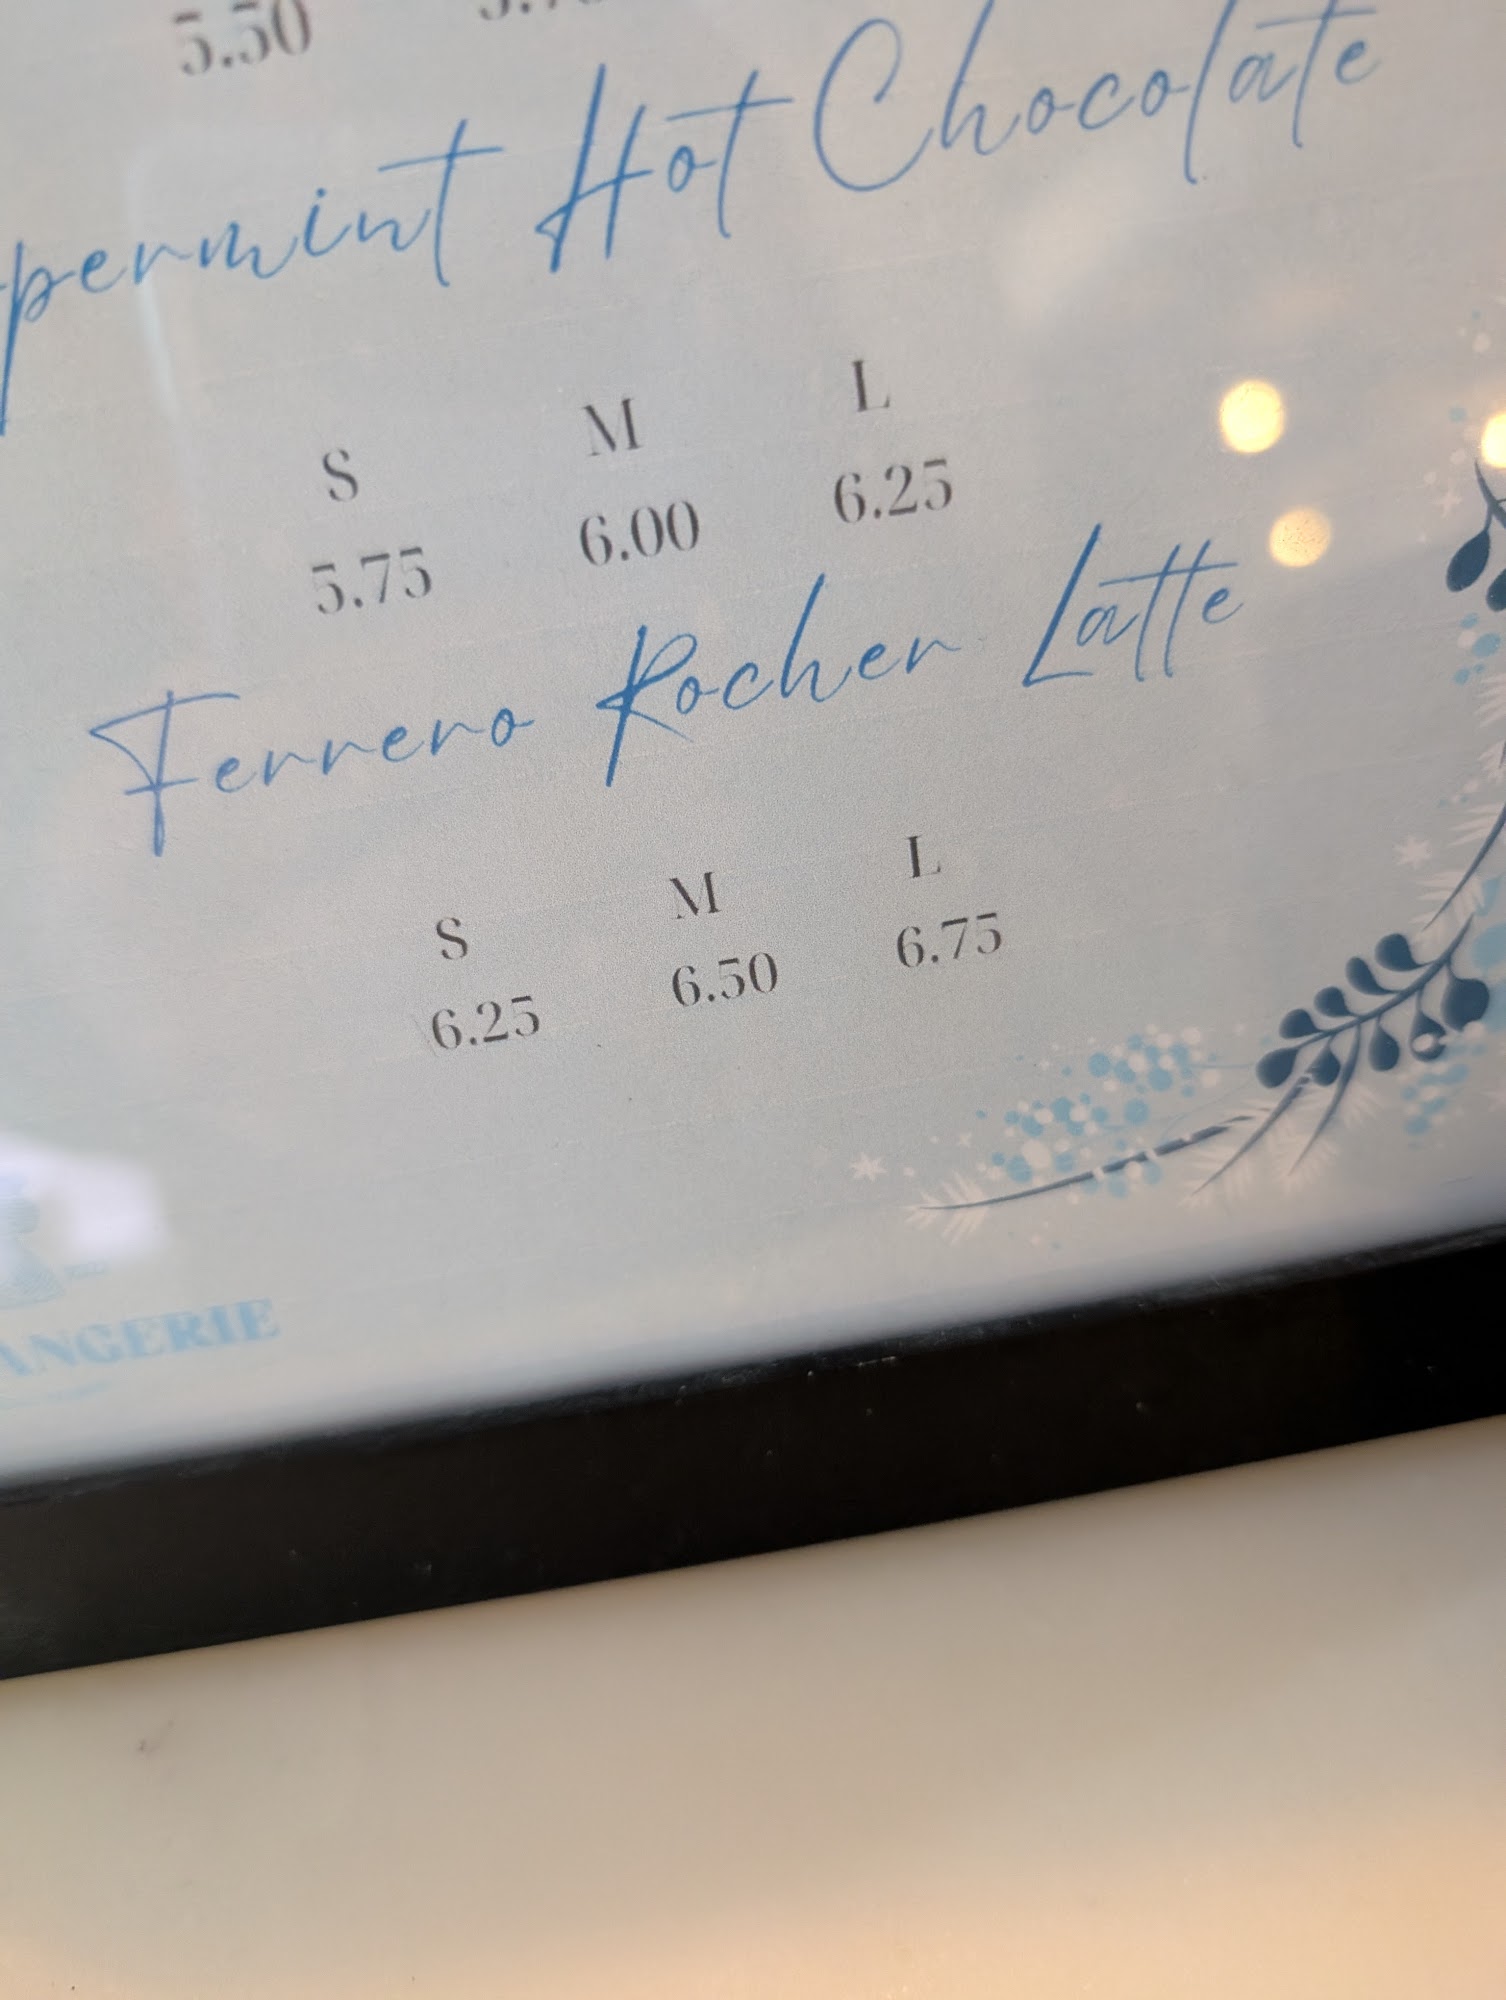 5.50
permint Hot Chocolate
S M L
5.75 6.00 6.25
Ferrero Rocher Latte
S M L
6.25 6.50 6.75
ANGERIE